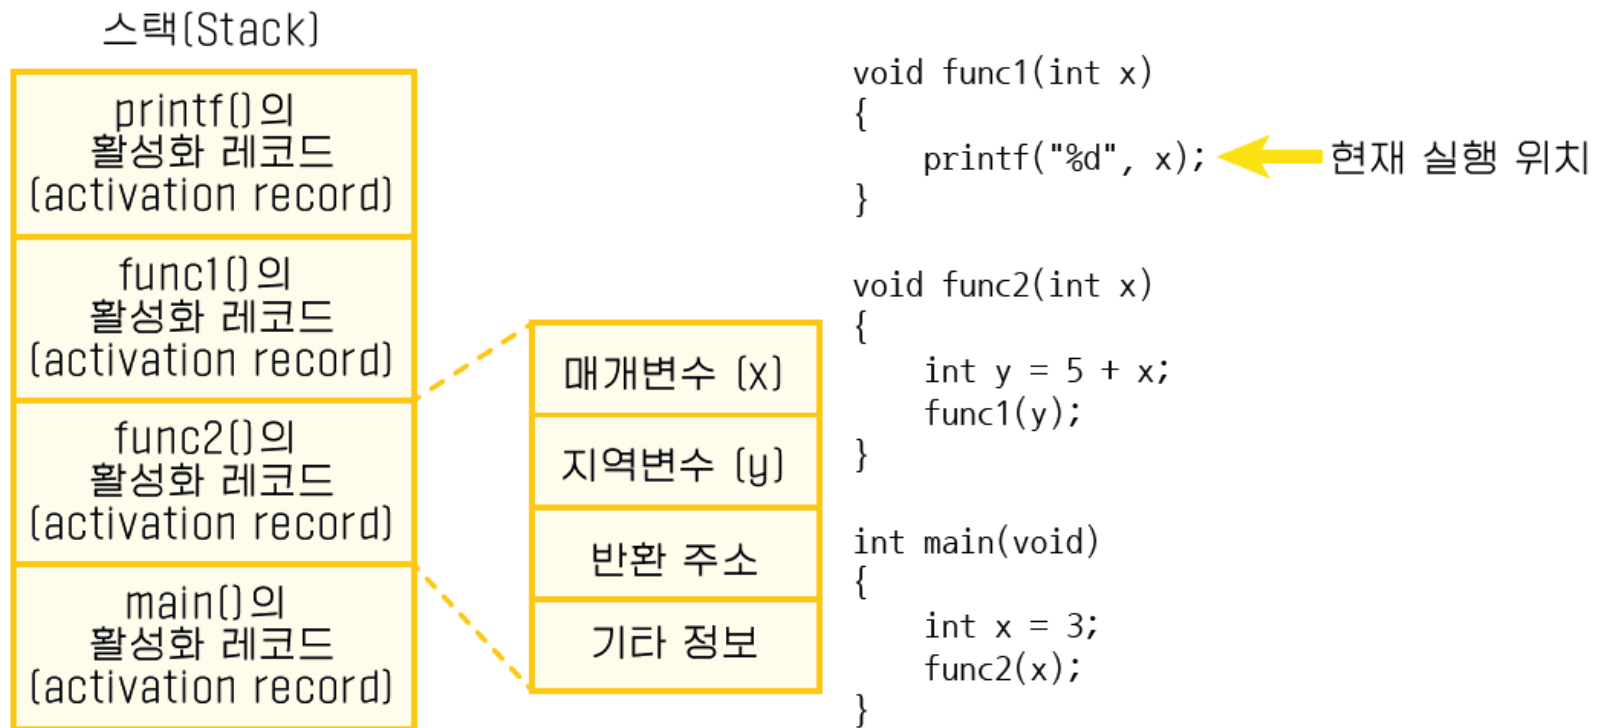 스택(Stack)
printf()의
활성화 레코드
(activation record)
func1()의
활성화 레코드
(activation record)
func2()의
활성화 레코드
(activation record)
main()의
활성화 레코드
(activation record)
매개변수 (x)
지역변수 (y)
반환 주소
기타 정보
void func1(int x)
{
printf("%d", x);
현재 실행 위치
}
void func2(int x)
{
int y = 5 + x;
func1(y);
}
int main(void)
{
int x = 3;
func2(x);
}